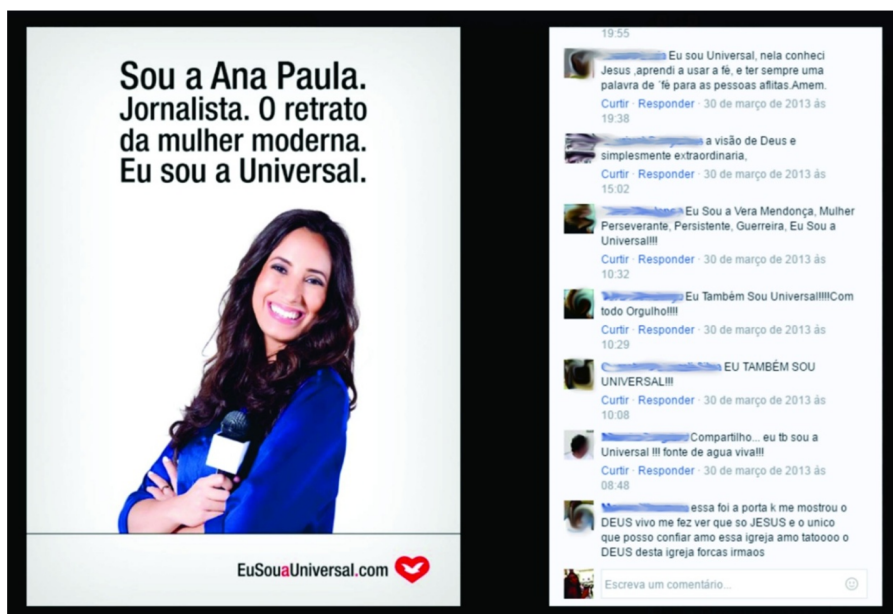 Sou a Ana Paula.
Jornalista. O retrato
da mulher moderna.
Eu sou a Universal.
EuSouaUniversal.com
19:55
Eu sou Universal, nela conheci
Jesus ,aprendi a usar a fé, e ter sempre uma
palavra de ´fé para as pessoas aflitas.Amem.
Curtir · Responder · 30 de março de 2013 ás
19:38
a visão de Deus e
simplesmente extraordinaria,
Curtir · Responder · 30 de março de 2013 ás
15:02
Eu Sou a Vera Mendonça, Mulher
Perseverante, Persistente, Guerreira, Eu Sou a
Universal!!!
Curtir · Responder · 30 de março de 2013 ás
10:32
Eu Também Sou Universal!!!!Com
todo Orgulho!!!!
Curtir · Responder · 30 de março de 2013 ás
10:29
EU TAMBÉM SOU
UNIVERSAL!!!
Curtir · Responder · 30 de março de 2013 ás
10:08
Compartilho... eu tb sou a
Universal !!! fonte de agua viva!!!
Curtir · Responder · 30 de março de 2013 ás
08:48
essa foi a porta k me mostrou o
DEUS vivo me fez ver que so JESUS e o unico
que posso confiar amo essa igreja amo tatoooo o
DEUS desta igreja forcas irmaos
Escreva um comentário...